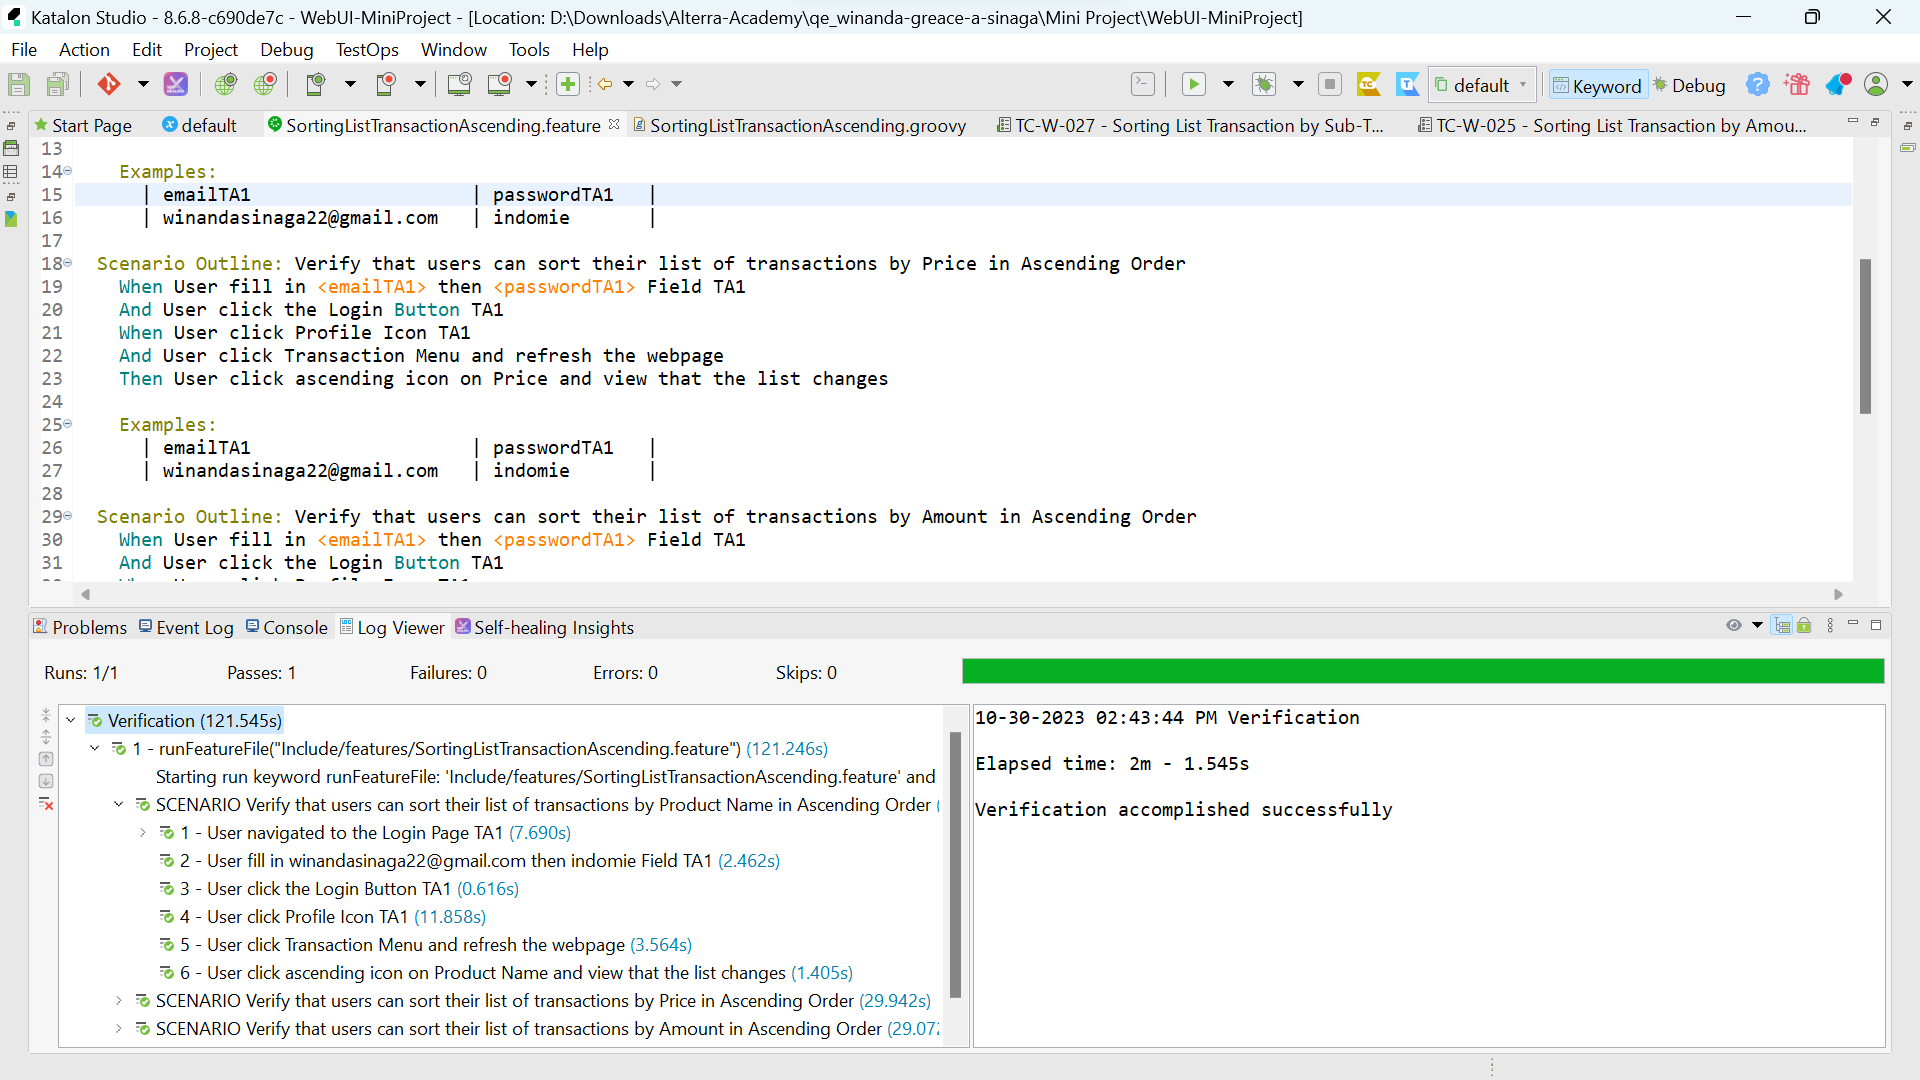 Katalon Studio - 8.6.8-c690de7c - WebUI-MiniProject - [Location: D:\Downloads\Alterra-Academy\qe_winanda-greace-a-sinaga\Mini Project\WebUI-MiniProject]
File Action Edit Project Debug TestOps Window Tools Help
TC T default Keyword Debug
Start Page default SortingListTransactionAscending.feature SortingListTransactionAscending.groovy TC-W-027 - Sorting List Transaction by Sub-T... TC-W-025 - Sorting List Transaction by Amou...
13
14 Examples:
15 | emailTA1 | passwordTA1 |
16 | winandasinaga22@gmail.com | indomie |
17
18 Scenario Outline: Verify that users can sort their list of transactions by Price in Ascending Order
19 When User fill in <emailTA1> then <passwordTA1> Field TA1
20 And User click the Login Button TA1
21 When User click Profile Icon TA1
22 And User click Transaction Menu and refresh the webpage
23 Then User click ascending icon on Price and view that the list changes
24
25 Examples:
26 | emailTA1 | passwordTA1 |
27 | winandasinaga22@gmail.com | indomie |
28
29 Scenario Outline: Verify that users can sort their list of transactions by Amount in Ascending Order
30 When User fill in <emailTA1> then <passwordTA1> Field TA1
31 And User click the Login Button TA1
Problems Event Log Console Log Viewer Self-healing Insights
Runs: 1/1 Passes: 1 Failures: 0 Errors: 0 Skips: 0
Verification (121.545s)
1 - runFeatureFile("Include/features/SortingListTransactionAscending.feature") (121.246s)
Starting run keyword runFeatureFile: 'Include/features/SortingListTransactionAscending.feature' and
SCENARIO Verify that users can sort their list of transactions by Product Name in Ascending Order (
1 - User navigated to the Login Page TA1 (7.690s)
2 - User fill in winandasinaga22@gmail.com then indomie Field TA1 (2.462s)
3 - User click the Login Button TA1 (0.616s)
4 - User click Profile Icon TA1 (11.858s)
5 - User click Transaction Menu and refresh the webpage (3.564s)
6 - User click ascending icon on Product Name and view that the list changes (1.405s)
SCENARIO Verify that users can sort their list of transactions by Price in Ascending Order (29.942s)
SCENARIO Verify that users can sort their list of transactions by Amount in Ascending Order (29.07
10-30-2023 02:43:44 PM Verification
Elapsed time: 2m - 1.545s
Verification accomplished successfully